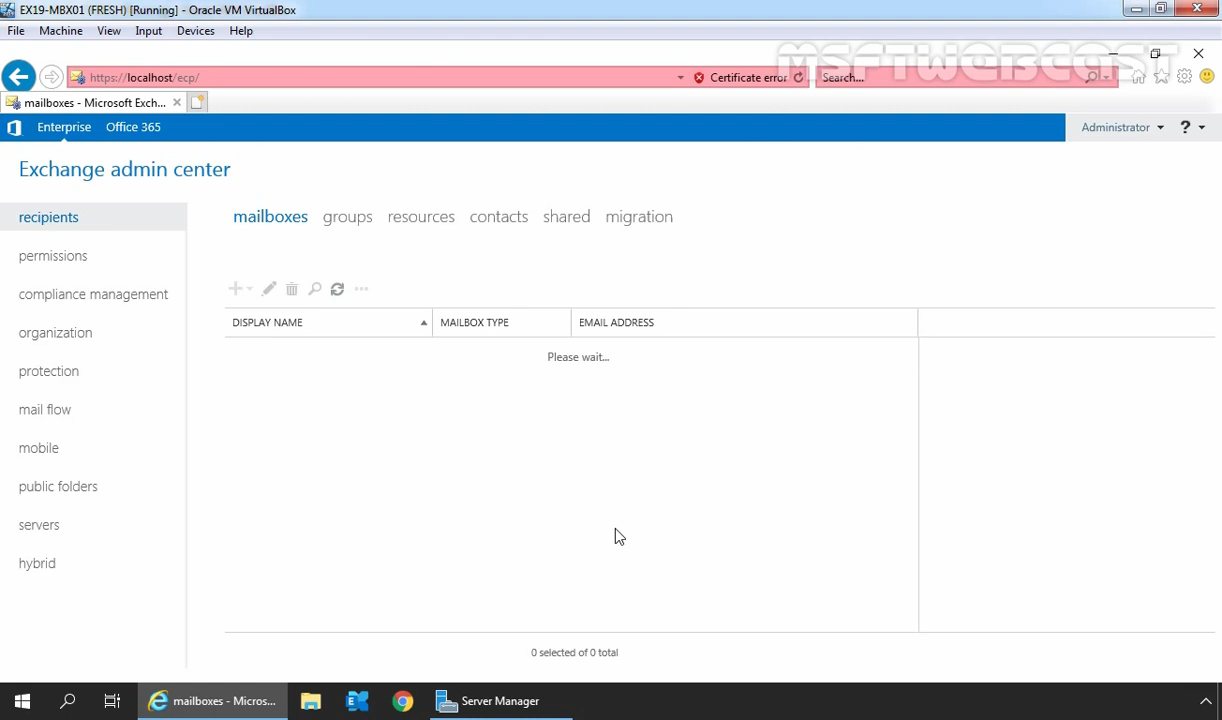 EX19-MBX01 (FRESH) [Running] - Oracle VM VirtualBox
File Machine View Input Devices Help
MSFTWEBCAST
https://localhost/ecp/ Certificate error Search...
mailboxes - Microsoft Exch...
Enterprise Office 365 Administrator ?
Exchange admin center
recipients
permissions
compliance management
organization
protection
mail flow
mobile
public folders
servers
hybrid
mailboxes groups resources contacts shared migration
DISPLAY NAME MAILBOX TYPE EMAIL ADDRESS
Please wait...
0 selected of 0 total
mailboxes - Micros... Server Manager